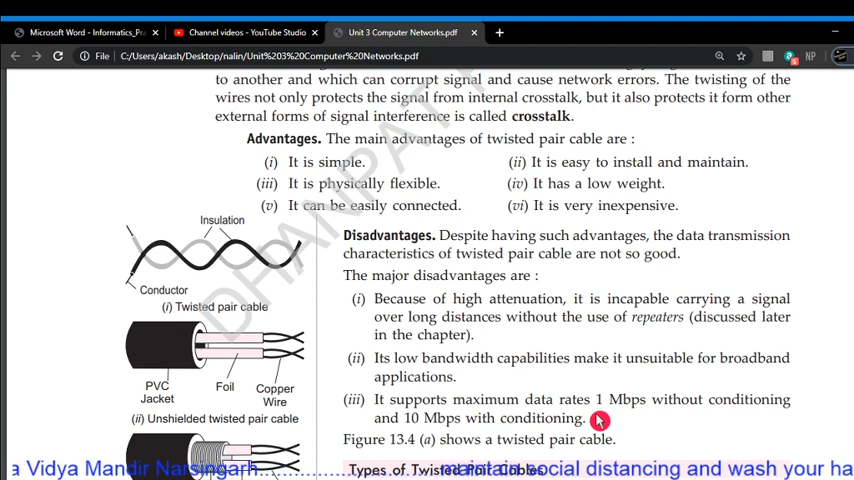 Microsoft Word - Informatics_Pra
Channel videos - YouTube Studio
Unit 3 Computer Networks.pdf
File
C:/Users/akash/Desktop/nalin/Unit%203%20Computer%20Networks.pdf
NP
to another and which can corrupt signal and cause network errors. The twisting of the
wires not only protects the signal from internal crosstalk, but it also protects it form other
external forms of signal interference is called crosstalk.
Advantages. The main advantages of twisted pair cable are :
(i) It is simple.
(ii) It is easy to install and maintain.
(iii) It is physically flexible.
(iv) It has a low weight.
(v) It can be easily connected.
(vi) It is very inexpensive.
Insulation
Conductor
(i) Twisted pair cable
PVC Jacket
Foil
Copper Wire
(ii) Unshielded twisted pair cable
Disadvantages. Despite having such advantages, the data transmission
characteristics of twisted pair cable are not so good.
The major disadvantages are :
(i) Because of high attenuation, it is incapable carrying a signal
over long distances without the use of repeaters (discussed later
in the chapter).
(ii) Its low bandwidth capabilities make it unsuitable for broadband
applications.
(iii) It supports maximum data rates 1 Mbps without conditioning
and 10 Mbps with conditioning.
Figure 13.4 (a) shows a twisted pair cable.
Types of Twisted Pair Cables
a Vidya Mandir Narsingarh.................................maintain social distancing and wash your ha
DHANPAT